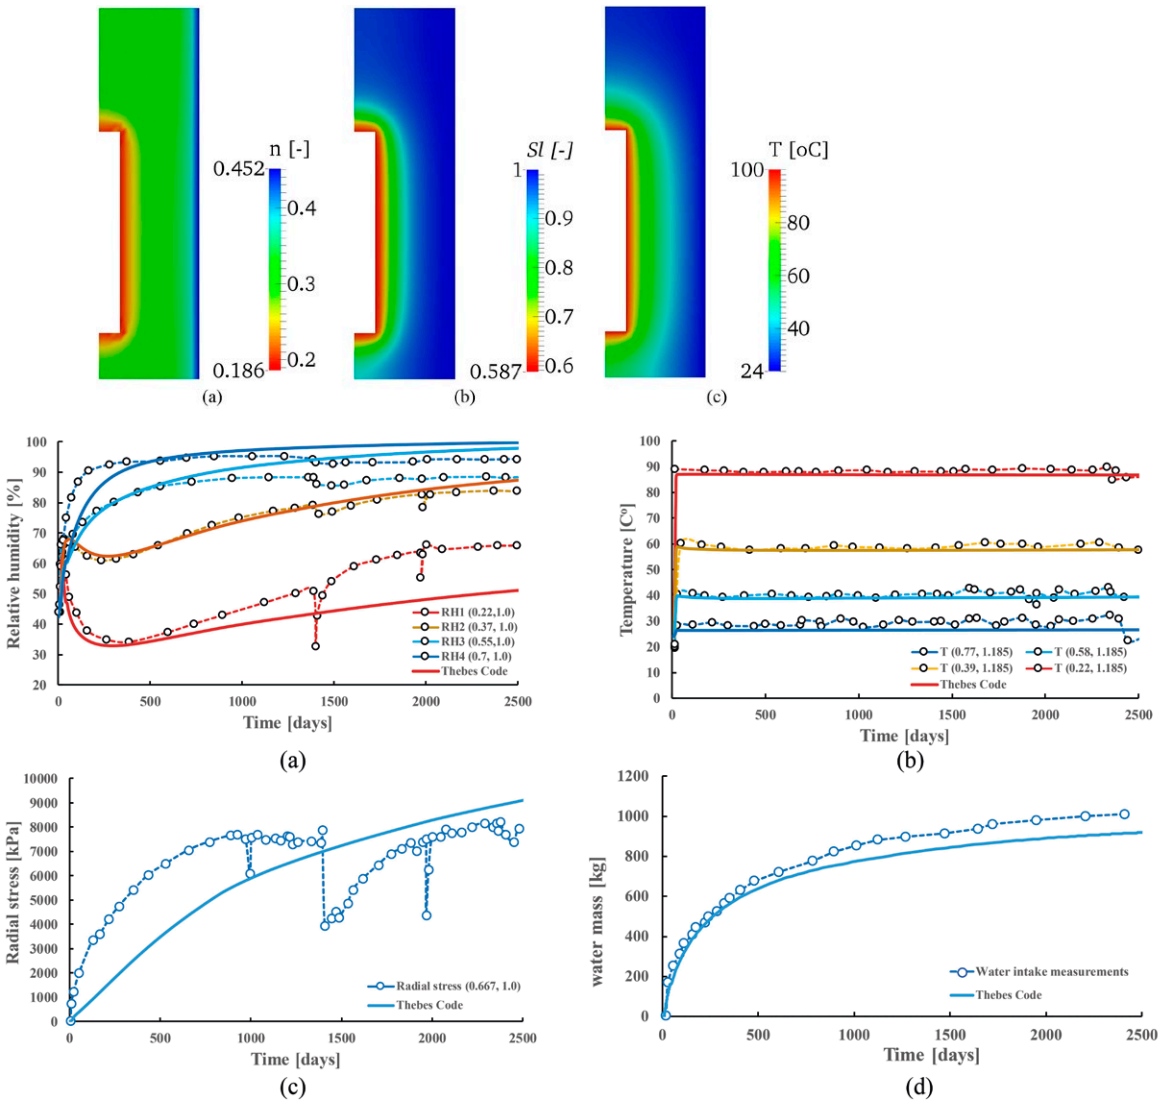 n [-]
0.452
0.4
0.3
0.2
0.186
(a)
Sl [-]
1
0.9
0.8
0.7
0.6
0.587
(b)
T [oC]
100
80
60
40
24
(c)
Relative humidity [%]
100
90
80
70
60
50
40
30
20
RH1 (0.22,1.0)
RH2 (0.37, 1.0)
RH3 (0.55,1.0)
RH4 (0.7, 1.0)
Thebes Code
0 500 1000 1500 2000 2500
Time [days]
(a)
Temperature [C°]
100
90
80
70
60
50
40
30
20
10
0
T (0.77, 1.185) T (0.58, 1.185)
T (0.39, 1.185) T (0.22, 1.185)
Thebes Code
0 500 1000 1500 2000 2500
Time [days]
(b)
Radial stress [kPa]
10000
9000
8000
7000
6000
5000
4000
3000
2000
1000
0
Radial stress (0.667, 1.0)
Thebes Code
0 500 1000 1500 2000 2500
Time [days]
(c)
water mass [kg]
1200
1000
800
600
400
200
0
Water intake measurements
Thebes Code
0 500 1000 1500 2000 2500
Time [days]
(d)